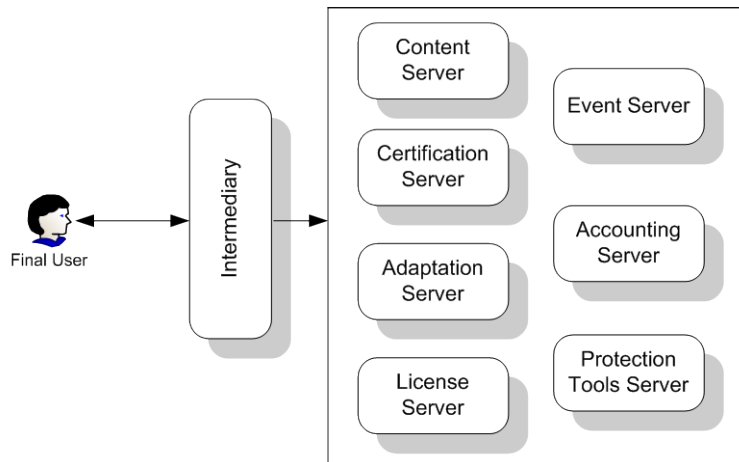 Final User
Intermediary
Content
Server
Certification
Server
Adaptation
Server
License
Server
Event Server
Accounting
Server
Protection
Tools Server